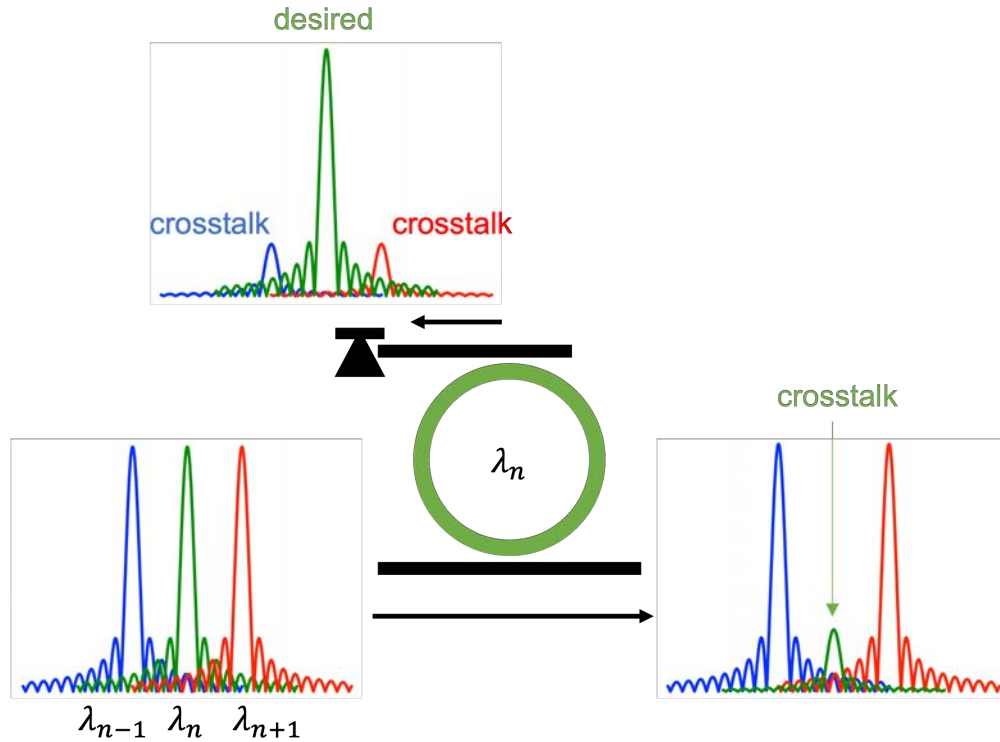 desired
crosstalk
crosstalk
λₙ
crosstalk
λₙ₋₁
λₙ
λₙ₊₁